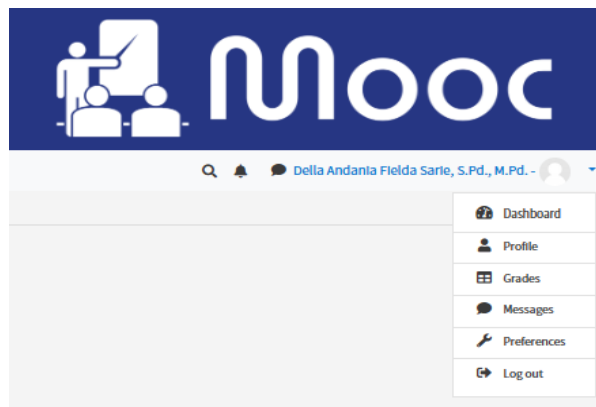 Mooc
Della Andania Fielda Sarie, S.Pd., M.Pd. -
Dashboard
Profile
Grades
Messages
Preferences
Log out